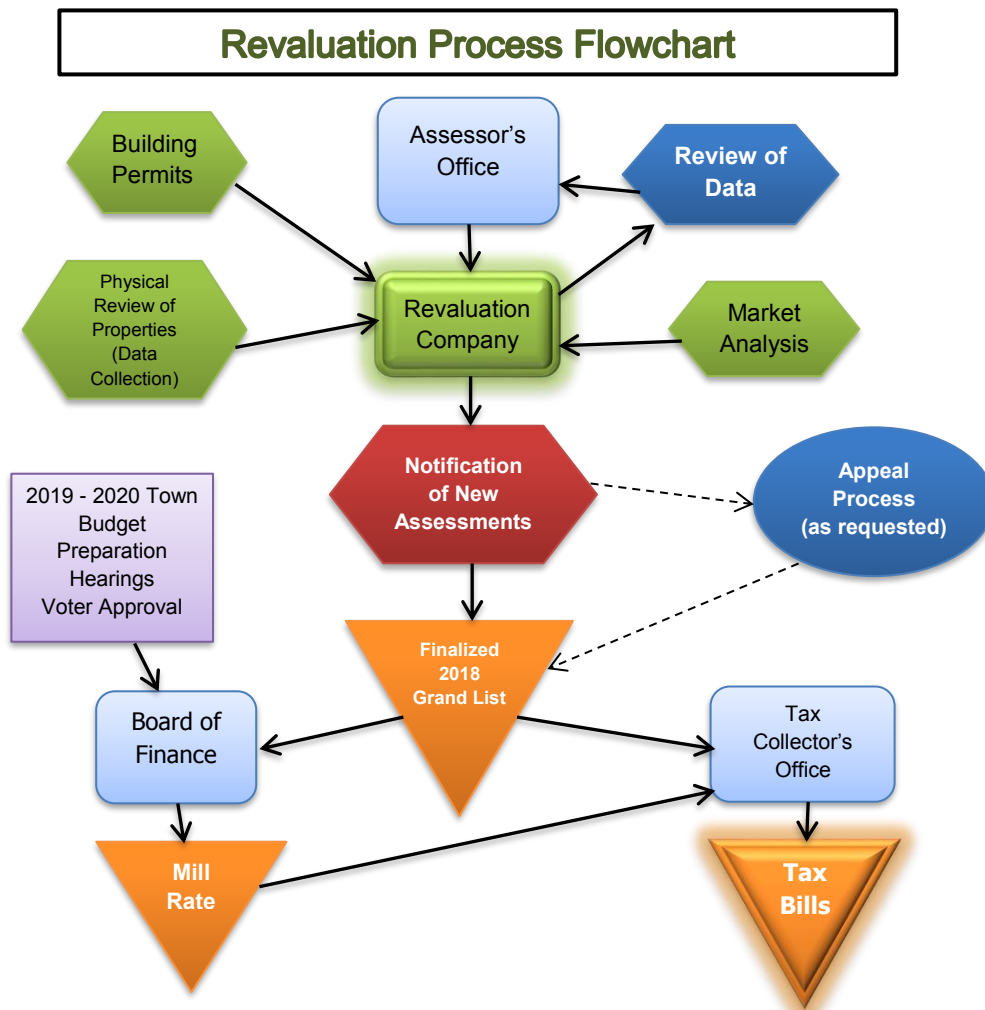 Revaluation Process Flowchart
Building
Permits
Assessor's
Office
Review of
Data
Physical
Review of
Properties
(Data
Collection)
Revaluation
Company
Market
Analysis
Notification
of New
Assessments
Appeal
Process
(as requested)
2019 - 2020 Town
Budget
Preparation
Hearings
Voter Approval
Finalized
2018
Grand List
Board of
Finance
Tax
Collector's
Office
Mill
Rate
Tax
Bills